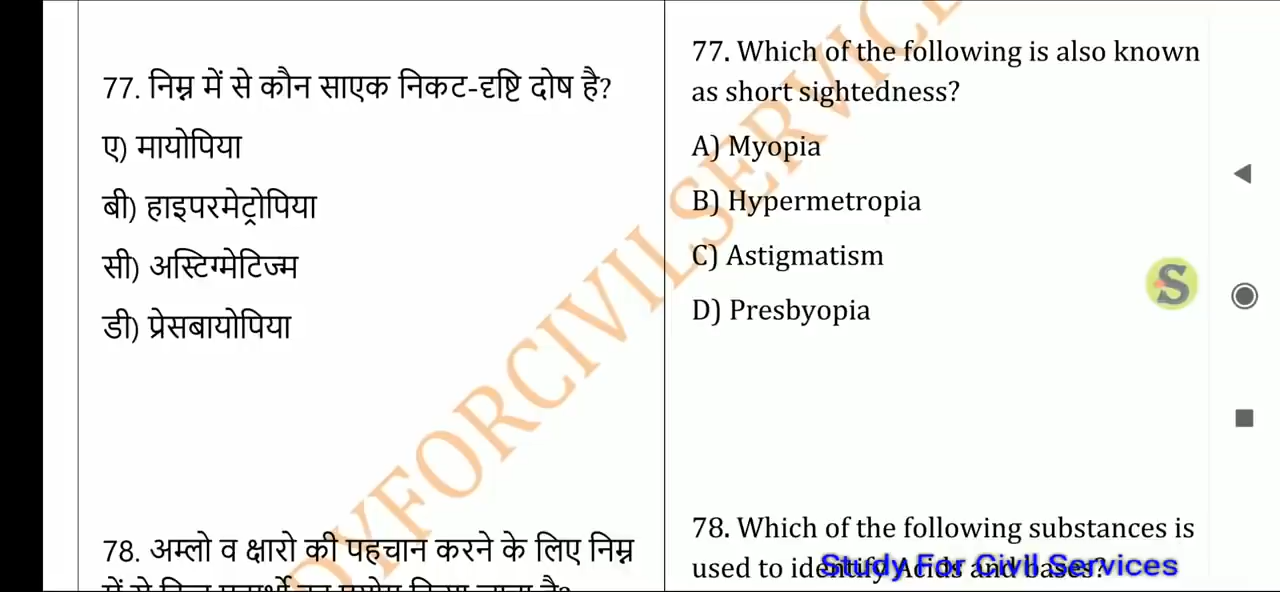 77. निम्न में से कौन साएक निकट-दृष्टि दोष है?
ए) मायोपिया
बी) हाइपरमेट्रोपिया
सी) अस्टिग्मेटिज्म
डी) प्रेसबायोपिया
78. अम्लो व क्षारो की पहचान करने के लिए निम्न
77. Which of the following is also known
as short sightedness?
A) Myopia
B) Hypermetropia
C) Astigmatism
D) Presbyopia
78. Which of the following substances is
used to identify Acids and bases?
Study For Civil Services
DYFORCIVILSERVICE
S